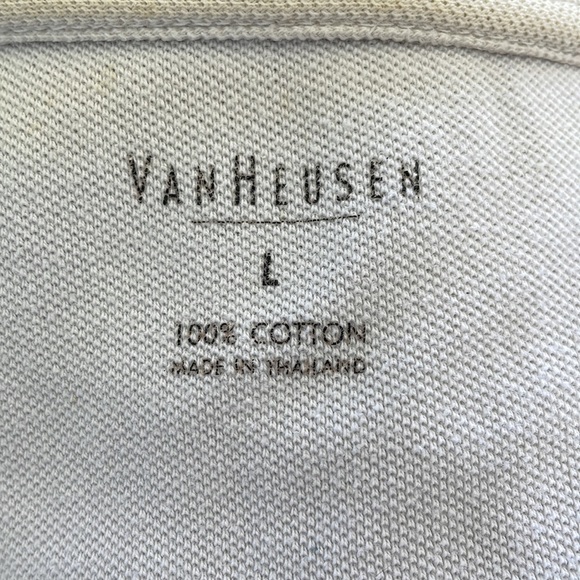 VANHEUSEN
L
100% COTTON
MADE IN THAILAND